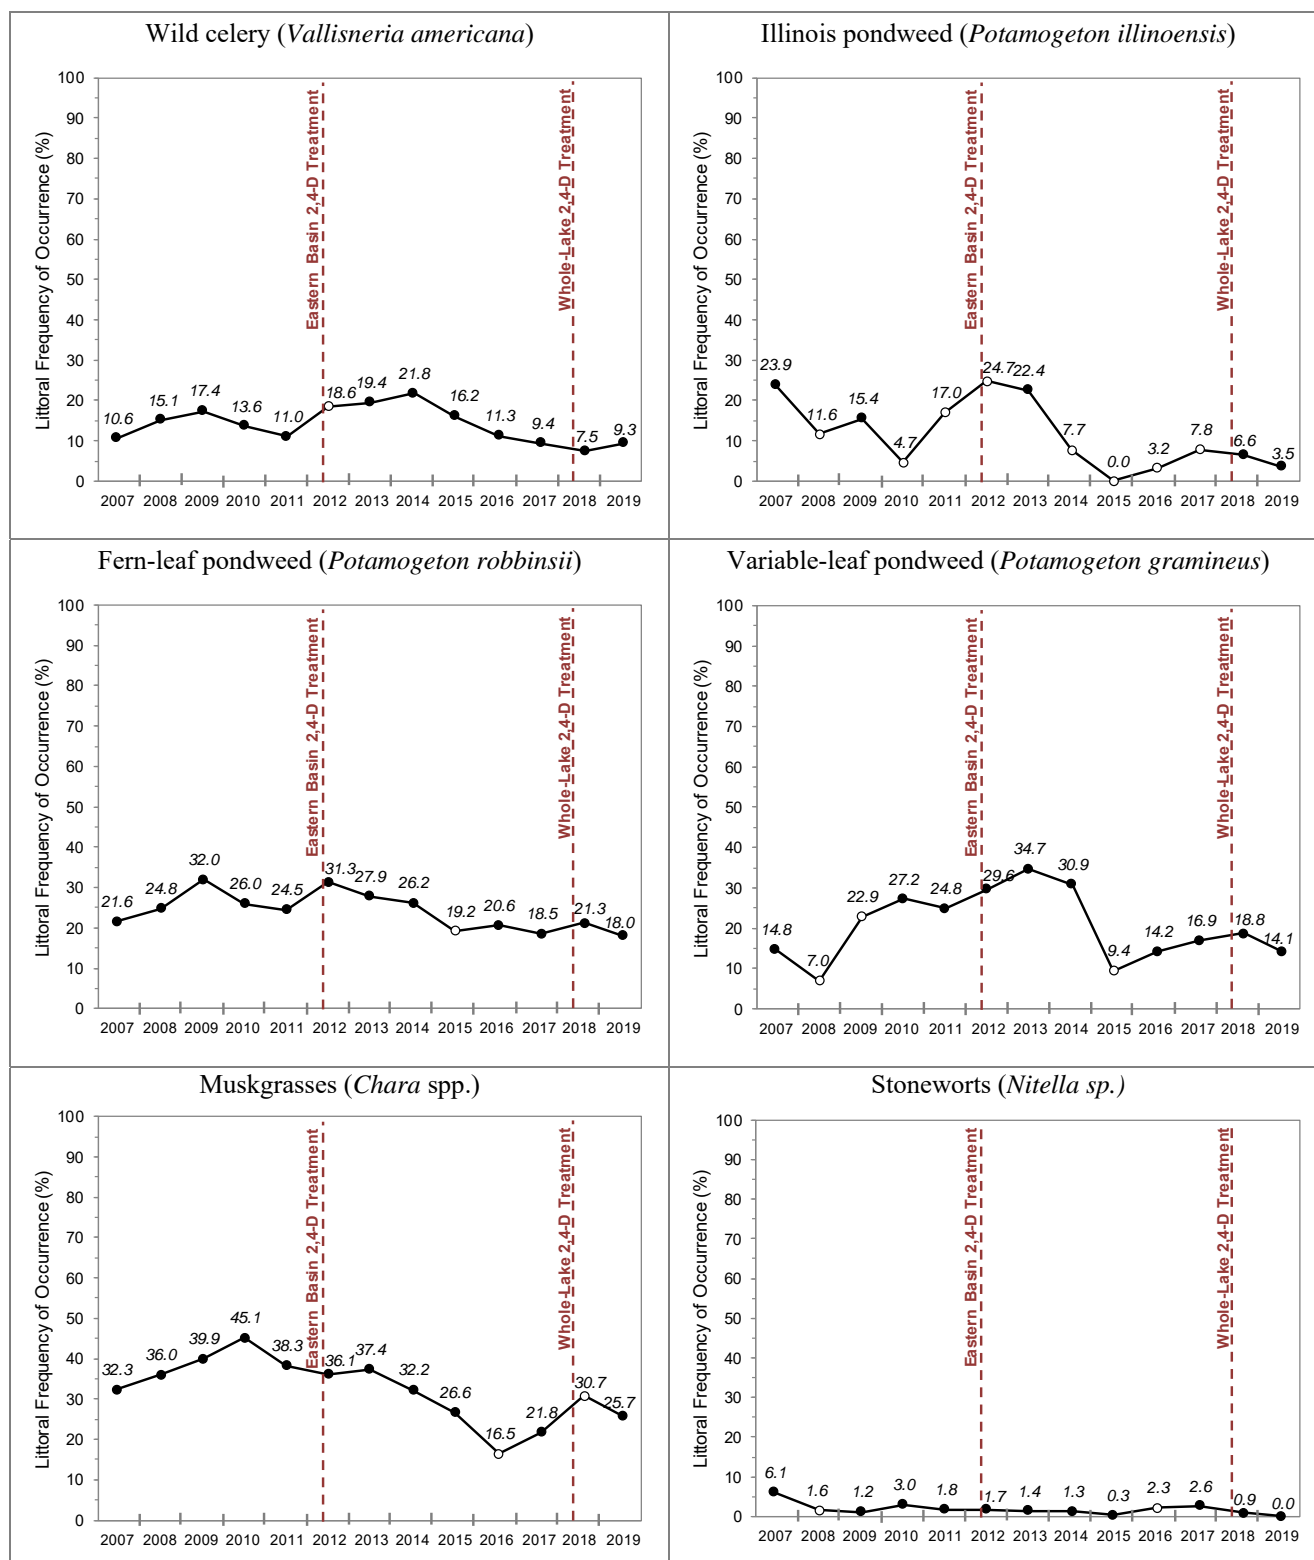 Wild celery (Vallisneria americana)
Littoral Frequency of Occurrence (%)
100
90
80
70
60
50
40
30
20
10
0
Eastern Basin 2,4-D Treatment
Whole-Lake 2,4-D Treatment
10.6 15.1 17.4 13.6 11.0 18.6 19.4 21.8 16.2 11.3 9.4 7.5 9.3
2007 2008 2009 2010 2011 2012 2013 2014 2015 2016 2017 2018 2019
Illinois pondweed (Potamogeton illinoensis)
Littoral Frequency of Occurrence (%)
100
90
80
70
60
50
40
30
20
10
0
Eastern Basin 2,4-D Treatment
Whole-Lake 2,4-D Treatment
23.9 11.6 15.4 4.7 17.0 24.7 22.4 7.7 0.0 3.2 7.8 6.6 3.5
2007 2008 2009 2010 2011 2012 2013 2014 2015 2016 2017 2018 2019
Fern-leaf pondweed (Potamogeton robbinsii)
Littoral Frequency of Occurrence (%)
100
90
80
70
60
50
40
30
20
10
0
Eastern Basin 2,4-D Treatment
Whole-Lake 2,4-D Treatment
21.6 24.8 32.0 26.0 24.5 31.3 27.9 26.2 19.2 20.6 18.5 21.3 18.0
2007 2008 2009 2010 2011 2012 2013 2014 2015 2016 2017 2018 2019
Variable-leaf pondweed (Potamogeton gramineus)
Littoral Frequency of Occurrence (%)
100
90
80
70
60
50
40
30
20
10
0
Eastern Basin 2,4-D Treatment
Whole-Lake 2,4-D Treatment
14.8 7.0 22.9 27.2 24.8 29.6 34.7 30.9 9.4 14.2 16.9 18.8 14.1
2007 2008 2009 2010 2011 2012 2013 2014 2015 2016 2017 2018 2019
Muskgrasses (Chara spp.)
Littoral Frequency of Occurrence (%)
100
90
80
70
60
50
40
30
20
10
0
Eastern Basin 2,4-D Treatment
Whole-Lake 2,4-D Treatment
32.3 36.0 39.9 45.1 38.3 36.1 37.4 32.2 26.6 16.5 21.8 30.7 25.7
2007 2008 2009 2010 2011 2012 2013 2014 2015 2016 2017 2018 2019
Stoneworts (Nitella sp.)
Littoral Frequency of Occurrence (%)
100
90
80
70
60
50
40
30
20
10
0
Eastern Basin 2,4-D Treatment
Whole-Lake 2,4-D Treatment
6.1 1.6 1.2 3.0 1.8 1.7 1.4 1.3 0.3 2.3 2.6 0.9 0.0
2007 2008 2009 2010 2011 2012 2013 2014 2015 2016 2017 2018 2019